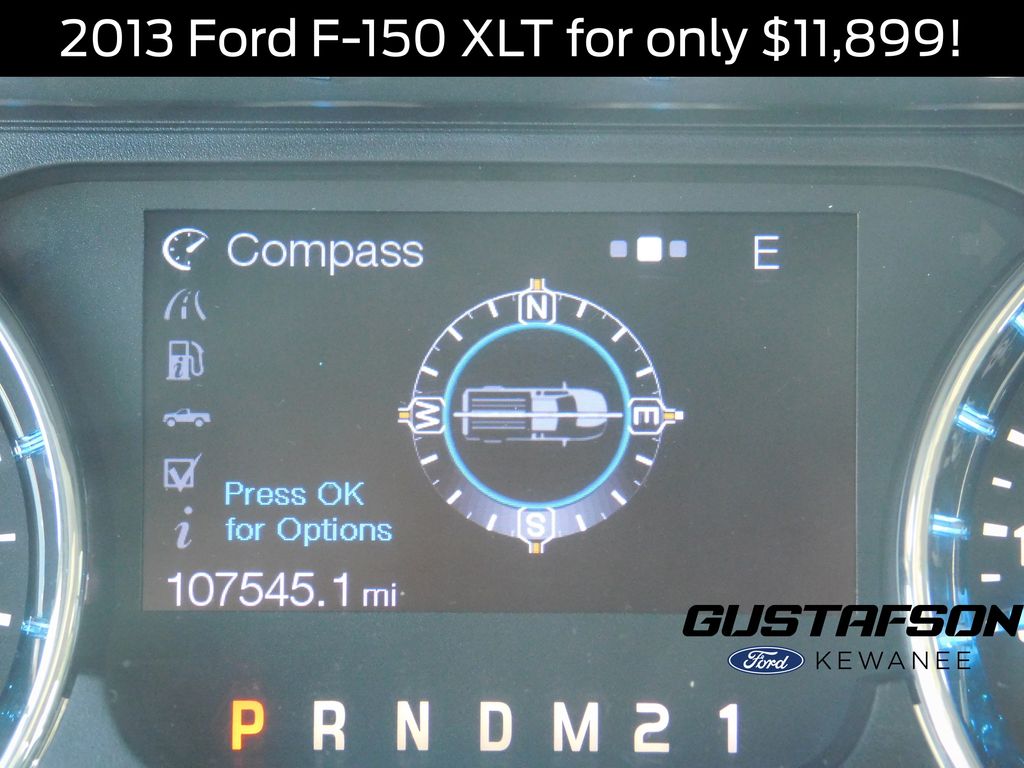 2013 Ford F-150 XLT for only $11,899!
Compass
E
N
W
E
S
Press OK
for Options
107545.1 mi
GUSTAFSON
Ford KEWANEE
P R N D M 2 1